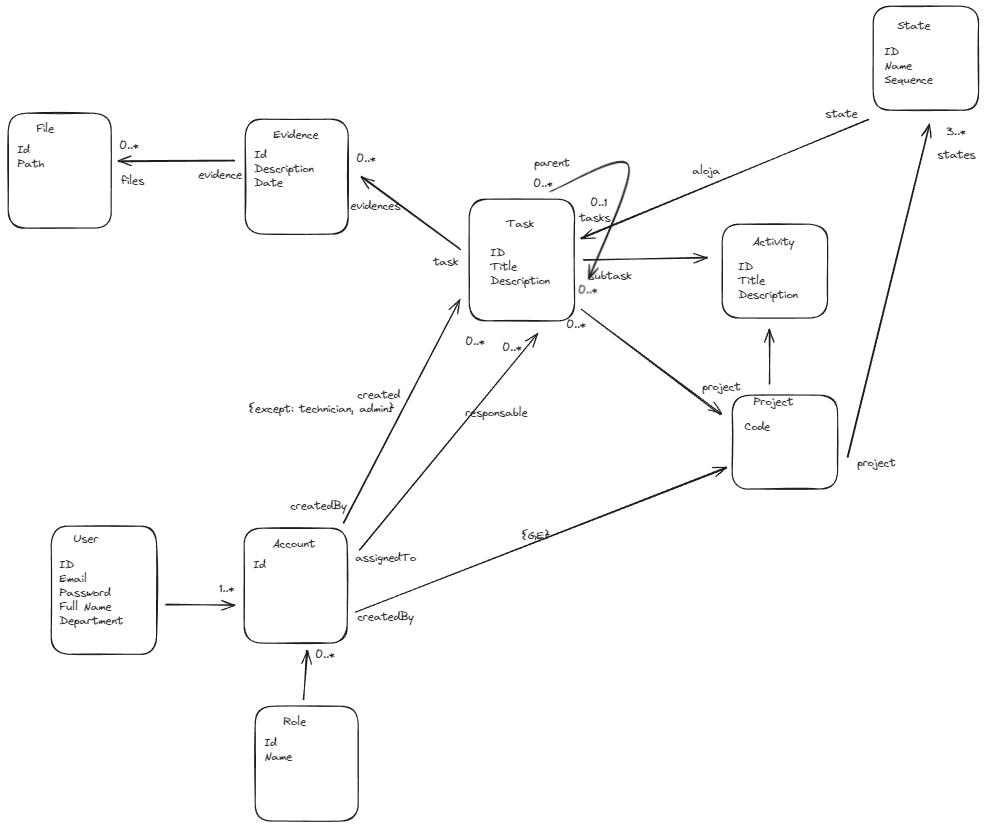 State
ID
Name
Sequence
state
3..*
states
aloja
File
Id
Path
0..*
files
evidence
Evidence
Id
Description
Date
0..*
evidences
task
parent
0..*
0..1
tasks
Task
ID
Title
Description
subtask
0..*
0..*
Activity
ID
Title
Description
0..*
0..*
created
{except: technician, admin}
responsable
project
Project
Code
project
createdBy
{GE}
assignedTo
createdBy
User
ID
Email
Password
Full Name
Department
1..*
Account
Id
0..*
Role
Id
Name